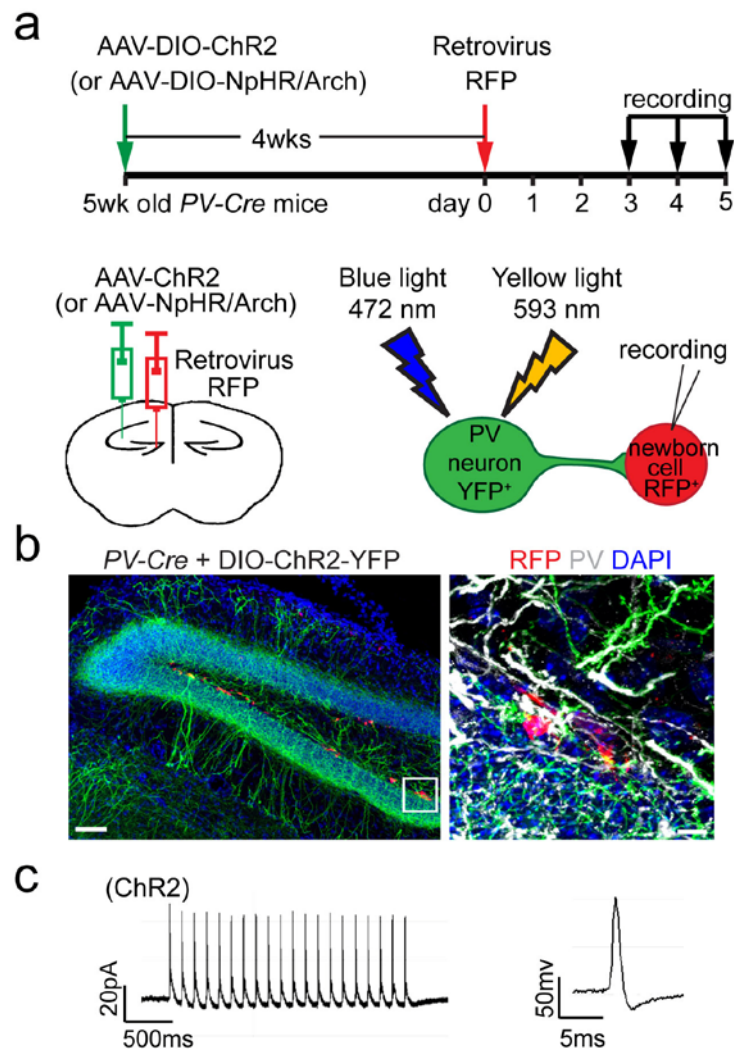 a
AAV-DIO-ChR2
(or AAV-DIO-NpHR/Arch)
Retrovirus
RFP
recording
4wks
5wk old PV-Cre mice
day 0 1 2 3 4 5
AAV-ChR2
(or AAV-NpHR/Arch)
Retrovirus
RFP
Blue light
472 nm
Yellow light
593 nm
recording
PV
neuron
YFP⁺
newborn
cell
RFP⁺
b
PV-Cre + DIO-ChR2-YFP
RFP PV DAPI
c
(ChR2)
20pA
500ms
50mv
5ms